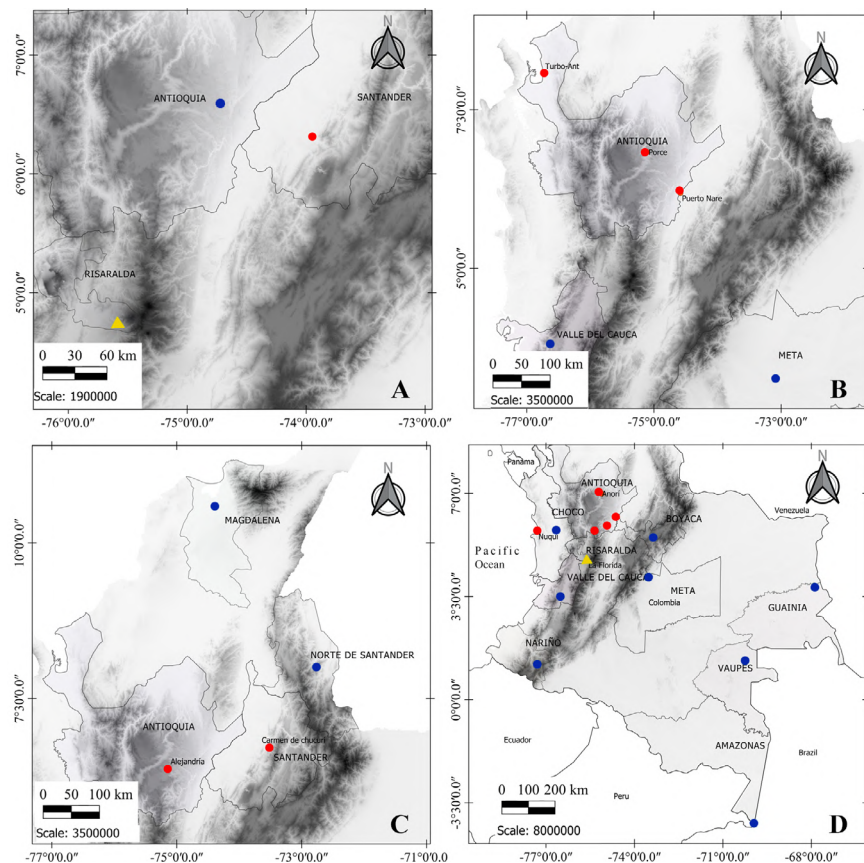 N
7°0'0.0"
6°0'0.0"
5°0'0.0"
ANTIOQUIA
SANTANDER
RISARALDA
0 30 60 km
Scale: 1900000
A
-76°0'0.0" -75°0'0.0" -74°0'0.0" -73°0'0.0"
N
7°30'0.0"
5°0'0.0"
Turbo-Ant
ANTIOQUIA
Porce
Puerto Nare
VALLE DEL CAUCA
META
0 50 100 km
Scale: 3500000
B
-77°0'0.0" -75°0'0.0" -73°0'0.0"
N
10°0'0.0"
7°30'0.0"
MAGDALENA
NORTE DE SANTANDER
ANTIOQUIA
Alejandría
Carmen de chucurí
SANTANDER
0 50 100 km
Scale: 3500000
C
-77°0'0.0" -75°0'0.0" -73°0'0.0" -71°0'0.0"
N
7°0'0.0"
3°30'0.0"
0°0'0.0"
-3°30'0.0"
Panama
ANTIOQUIA
Anori
CHOCO
BOYACA
Venezuela
Nuquí
Pacific
Ocean
RISARALDA
La Florida
VALLE DEL CAUCA
META
Colombia
GUAINIA
NARIÑO
VAUPES
Ecuador
AMAZONAS
Brazil
Peru
0 100 200 km
Scale: 8000000
D
-77°0'0.0" -74°0'0.0" -71°0'0.0" -68°0'0.0"